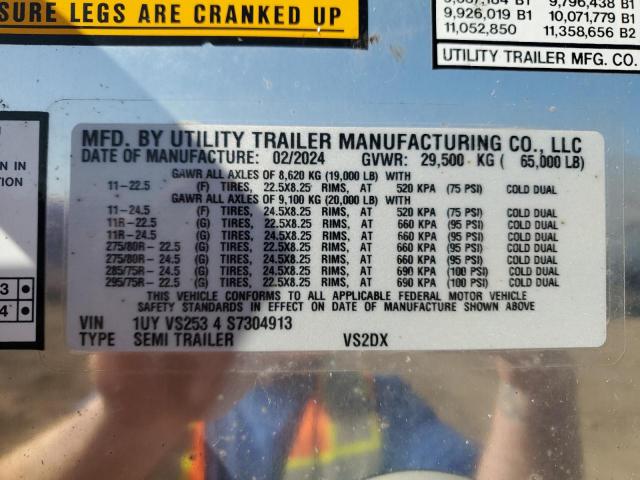 SURE LEGS ARE CRANKED UP
9,796,438 B1
9,926,019 B1 10,071,779 B1
11,052,850 11,358,656 B2
UTILITY TRAILER MFG. CO.
N IN
TION
3
4
MFD. BY UTILITY TRAILER MANUFACTURING CO., LLC
DATE OF MANUFACTURE: 02/2024 GVWR: 29,500 KG ( 65,000 LB)
GAWR ALL AXLES OF 8,620 KG (19,000 LB) WITH
11-22.5 (F) TIRES, 22.5X8.25 RIMS, AT 520 KPA (75 PSI) COLD DUAL
GAWR ALL AXLES OF 9,100 KG (20,000 LB) WITH
11-24.5 (F) TIRES, 24.5X8.25 RIMS, AT 520 KPA (75 PSI) COLD DUAL
11R-22.5 (G) TIRES, 22.5X8.25 RIMS, AT 660 KPA (95 PSI) COLD DUAL
11R-24.5 (G) TIRES, 24.5X8.25 RIMS, AT 660 KPA (95 PSI) COLD DUAL
275/80R-22.5 (G) TIRES, 22.5X8.25 RIMS, AT 660 KPA (95 PSI) COLD DUAL
275/80R-24.5 (G) TIRES, 24.5X8.25 RIMS, AT 660 KPA (95 PSI) COLD DUAL
285/75R-24.5 (G) TIRES, 24.5X8.25 RIMS, AT 690 KPA (100 PSI) COLD DUAL
295/75R-22.5 (G) TIRES, 22.5X8.25 RIMS, AT 690 KPA (100 PSI) COLD DUAL
THIS VEHICLE CONFORMS TO ALL APPLICABLE FEDERAL MOTOR VEHICLE
SAFETY STANDARDS IN EFFECT ON DATE OF MANUFACTURE SHOWN ABOVE
VIN 1UY VS253 4 S7304913
TYPE SEMI TRAILER VS2DX